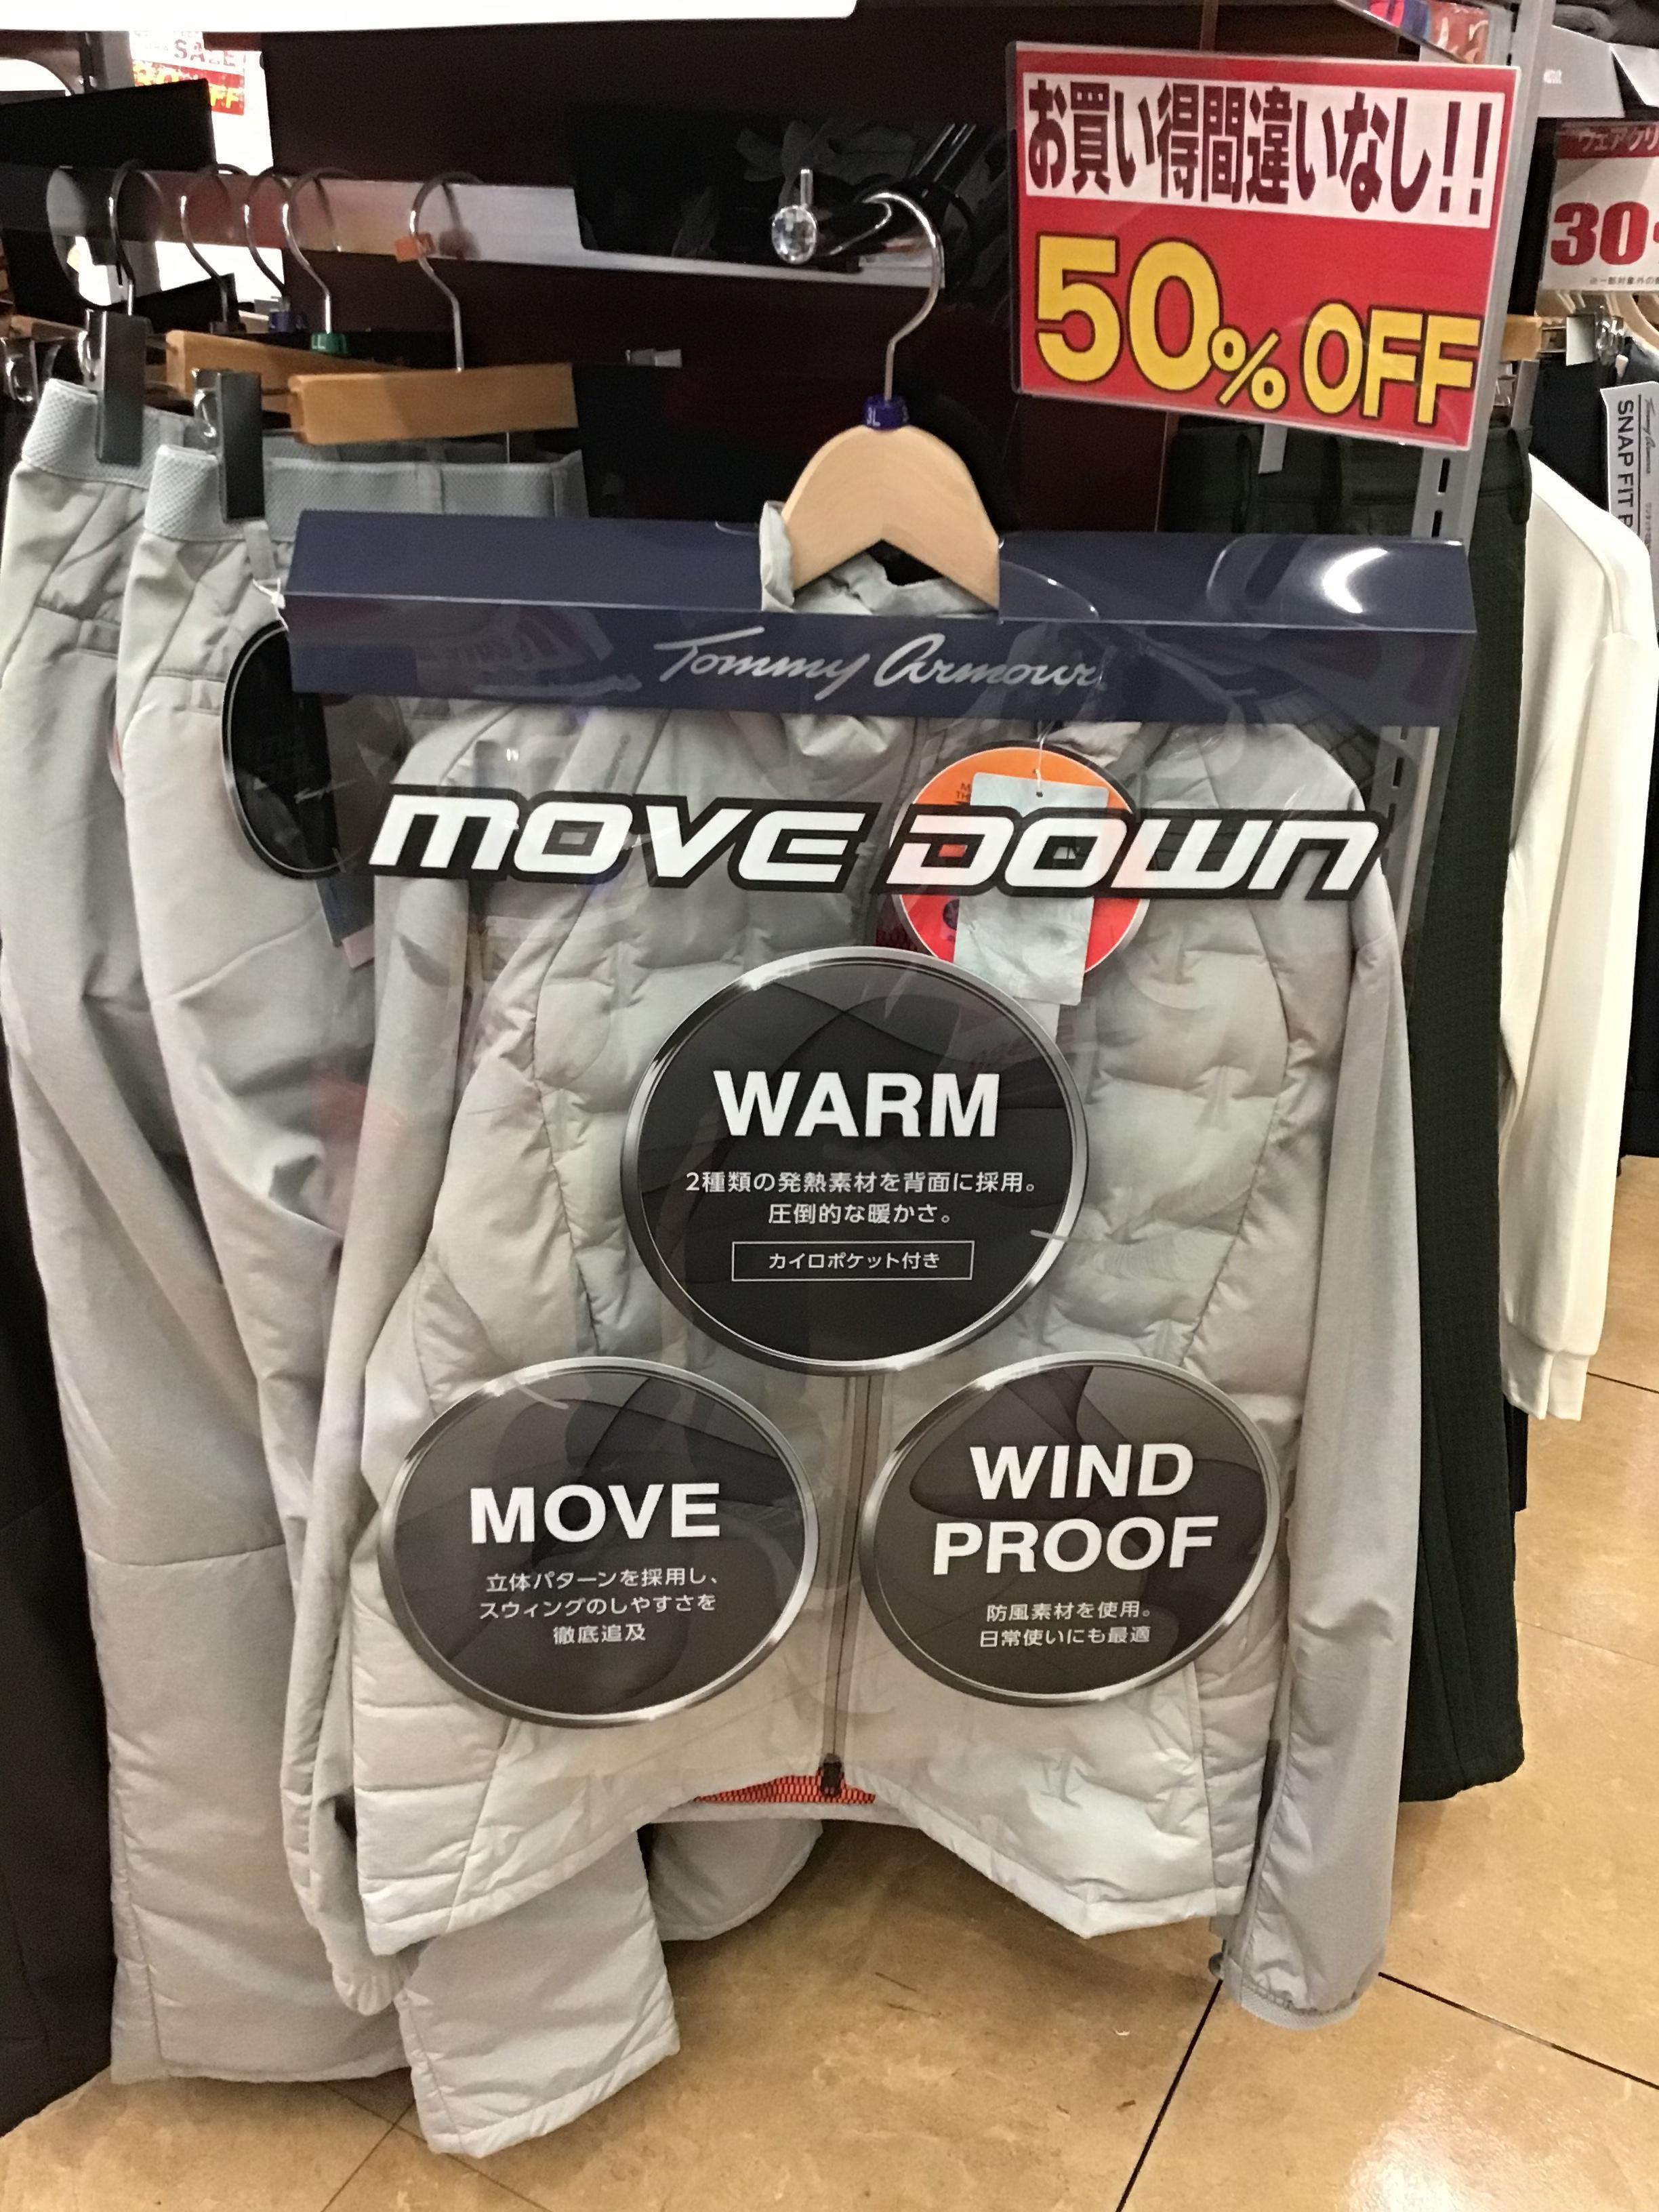 SALE
お買い得間違いなし!!
50% OFF
30
3L
Tommy Armour
SNAP FIT
MOVE DOWN
WARM
2種類の発熱素材を背面に採用。
圧倒的な暖かさ。
カイロポケット付き
MOVE
立体パターンを採用し、
スウィングのしやすさを
徹底追及
WIND
PROOF
防風素材を使用。
日常使いにも最適